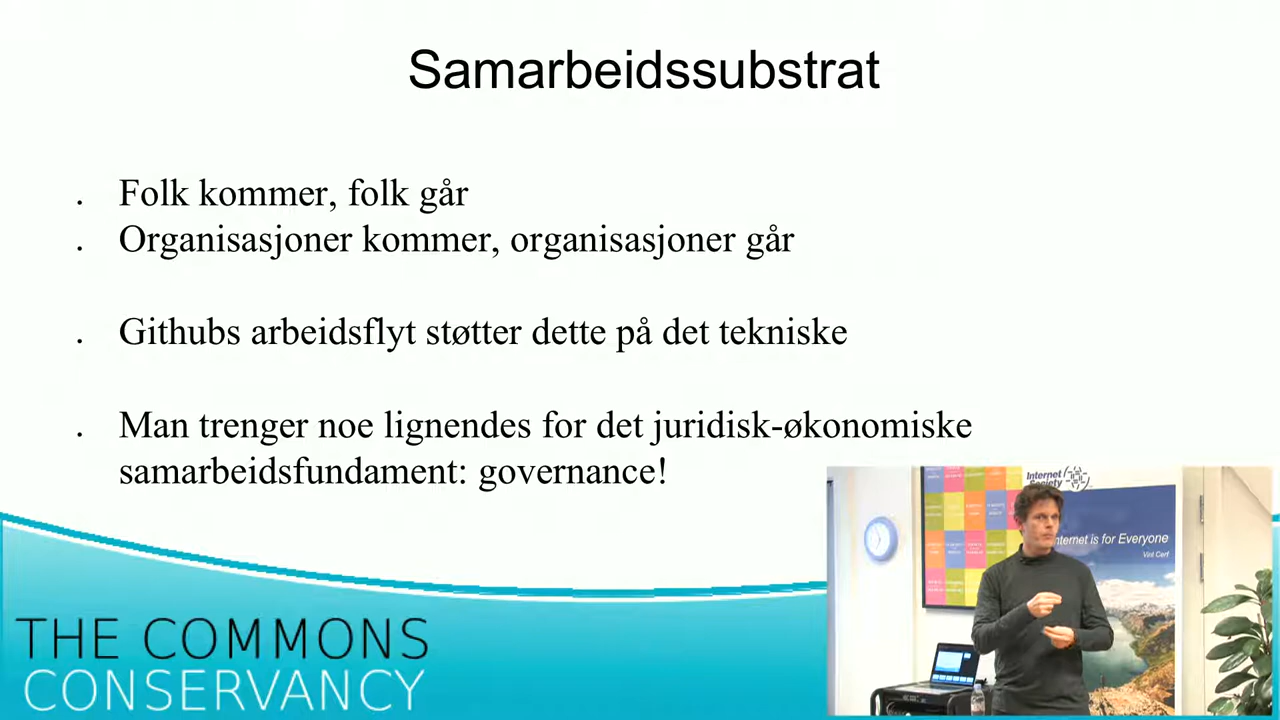 Samarbeidssubstrat
. Folk kommer, folk går
. Organisasjoner kommer, organisasjoner går
. Githubs arbeidsflyt støtter dette på det tekniske
. Man trenger noe lignendes for det juridisk-økonomiske
samarbeidsfundament: governance!
Internet
Society
nternet is for Everyone
Vint Cerf
THE COMMONS
CONSERVANCY